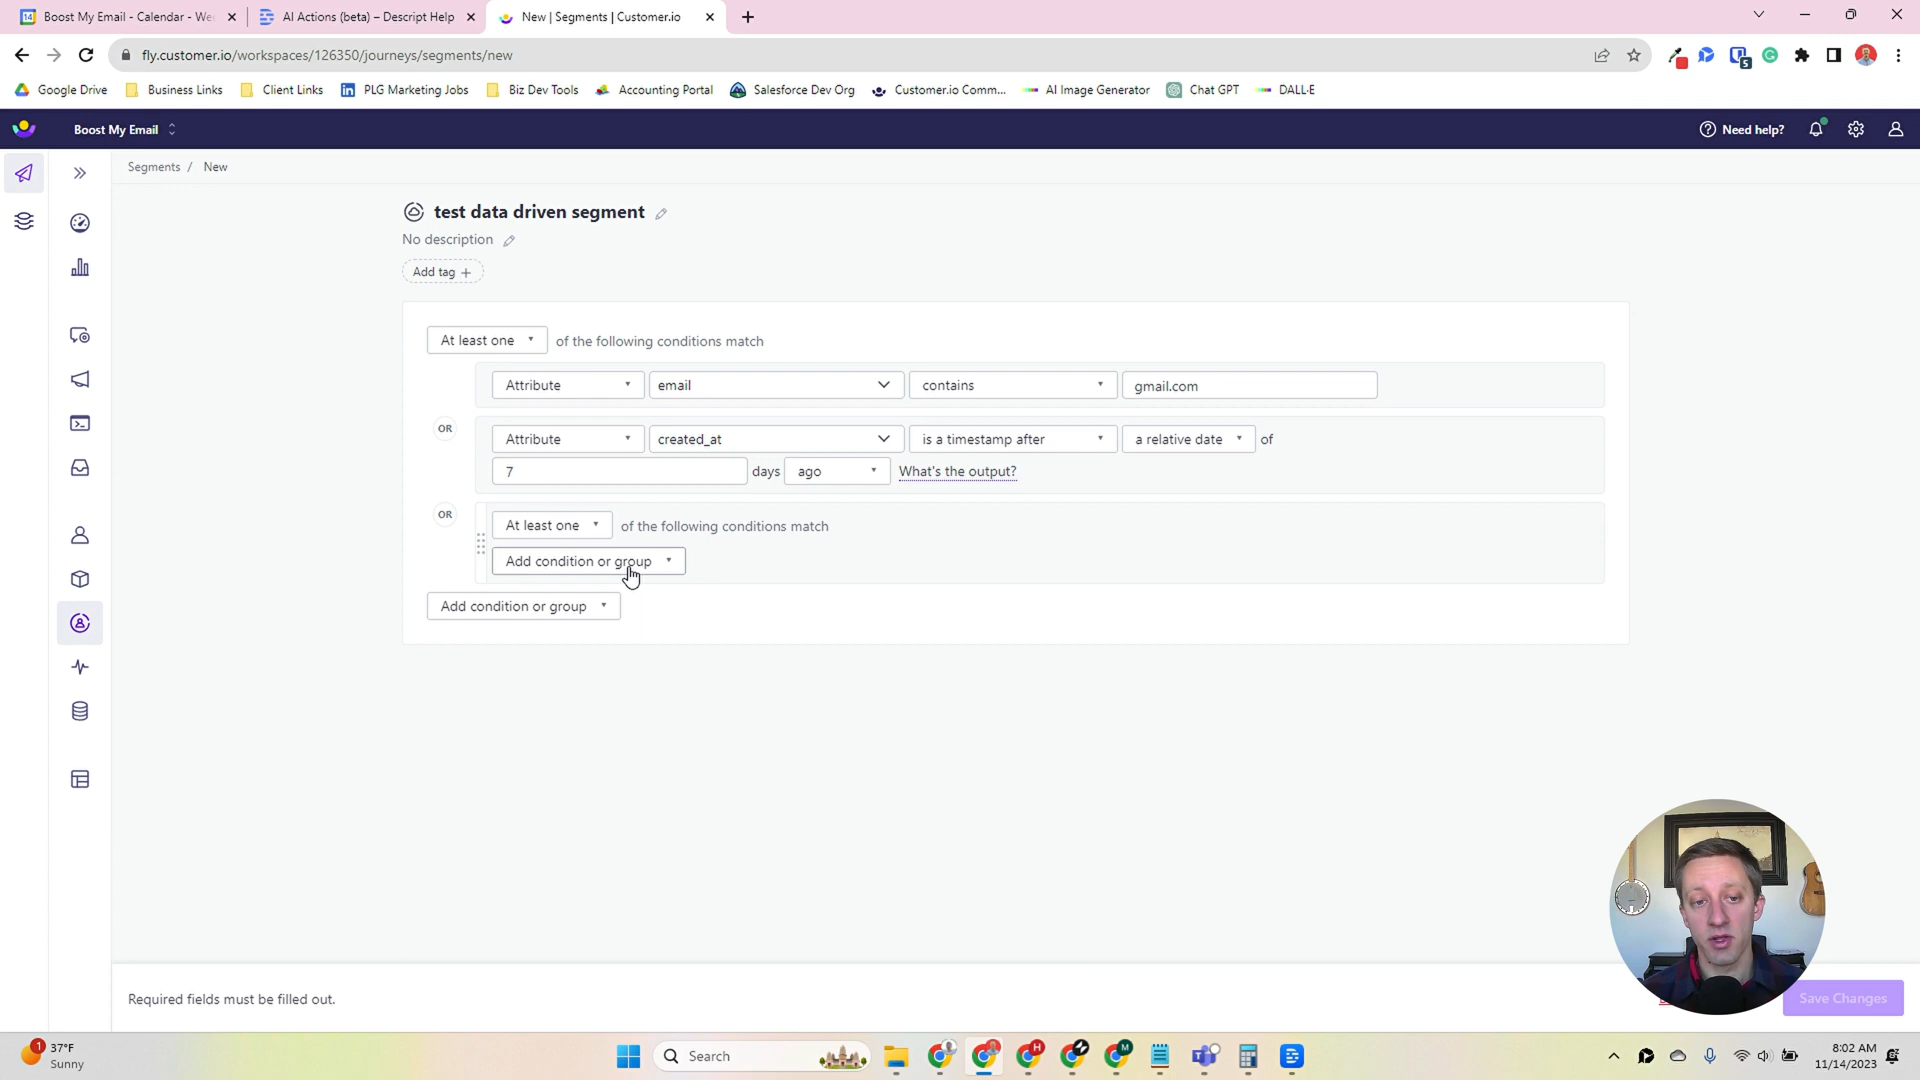 Boost My Email - Calendar - We
AI Actions (beta) – Descript Help
New | Segments | Customer.io
fly.customer.io/workspaces/126350/journeys/segments/new
Google Drive
Business Links
Client Links
PLG Marketing Jobs
Biz Dev Tools
Accounting Portal
Salesforce Dev Org
Customer.io Comm...
AI Image Generator
Chat GPT
DALL·E
Boost My Email
Need help?
Segments / New
test data driven segment
No description
Add tag +
At least one of the following conditions match
Attribute email contains gmail.com
OR
Attribute created_at is a timestamp after a relative date of
7 days ago What's the output?
OR
At least one of the following conditions match
Add condition or group
Add condition or group
Required fields must be filled out.
Save Changes
1
37°F
Sunny
Search
8:02 AM
11/14/2023